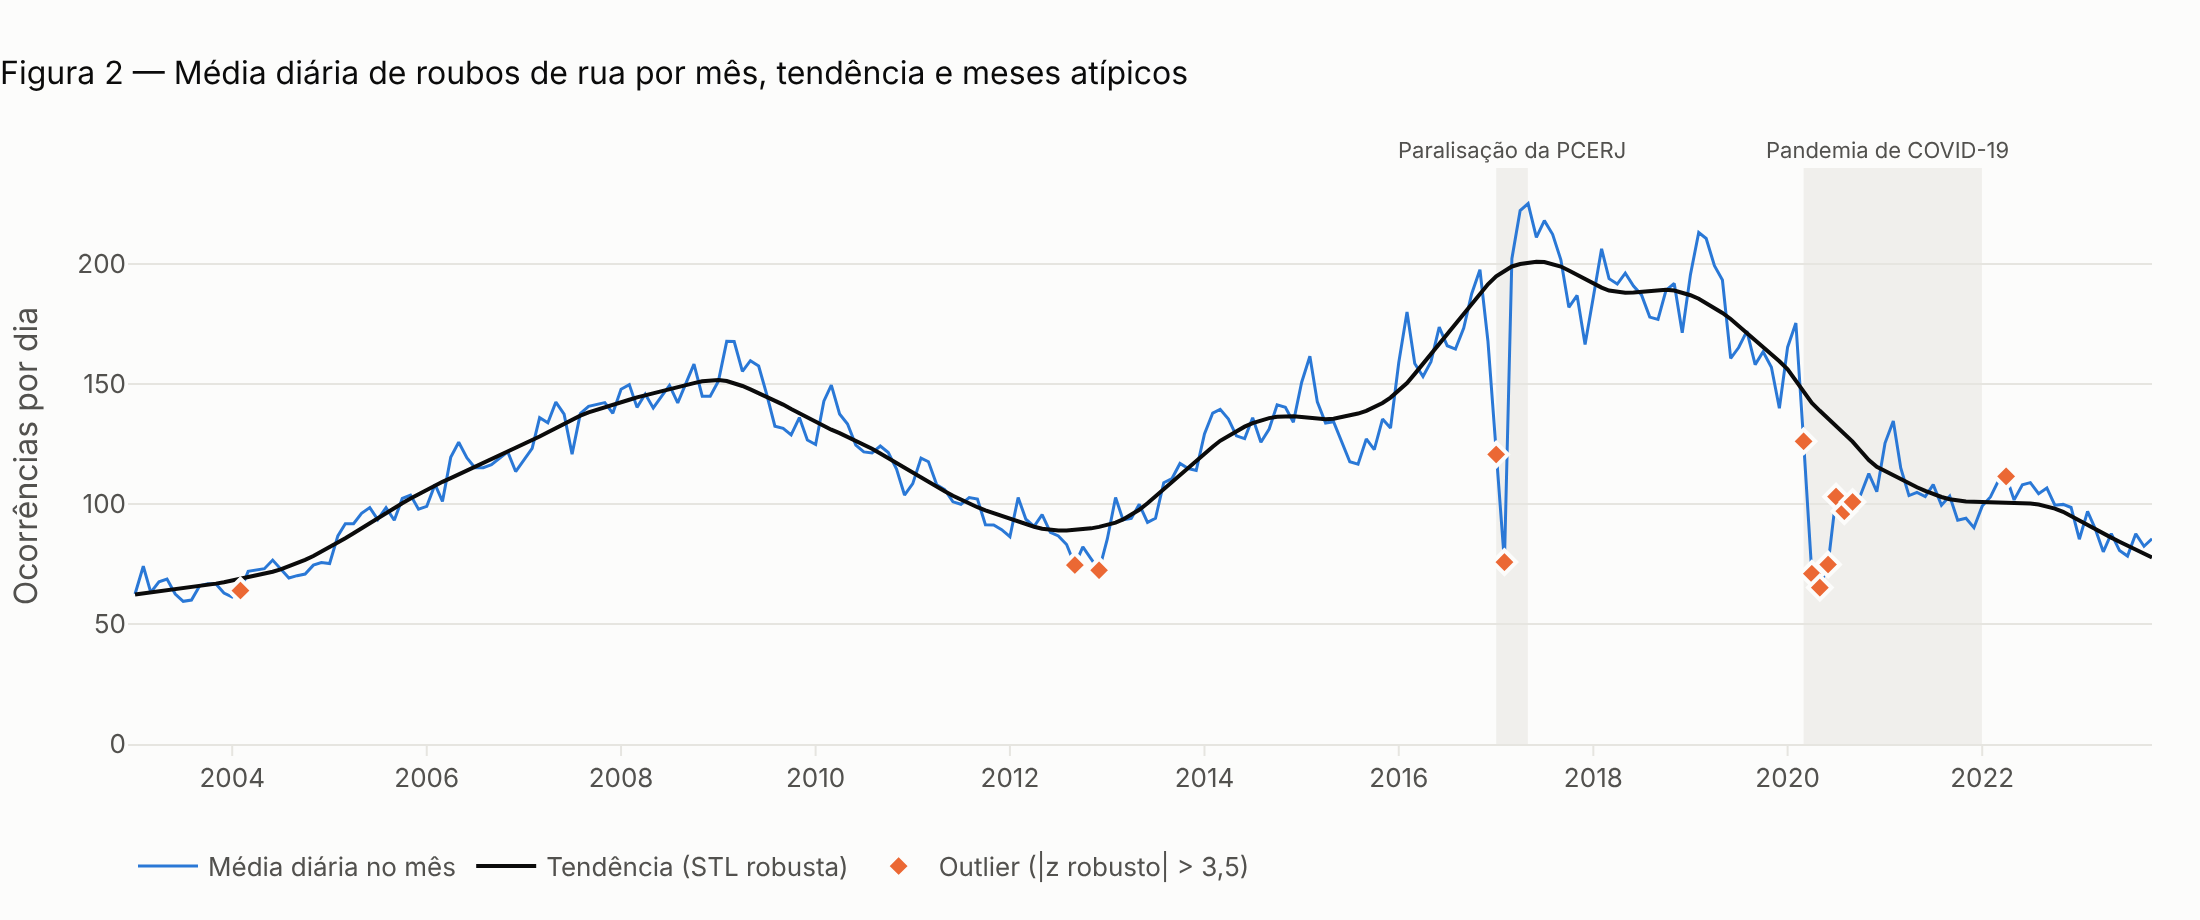 Figura 2 — Média diária de roubos de rua por mês, tendência e meses atípicos
Paralisação da PCERJ
Pandemia de COVID-19
Ocorrências por dia
200
150
100
50
0
2004
2006
2008
2010
2012
2014
2016
2018
2020
2022
Média diária no mês
Tendência (STL robusta)
Outlier (|z robusto| > 3,5)